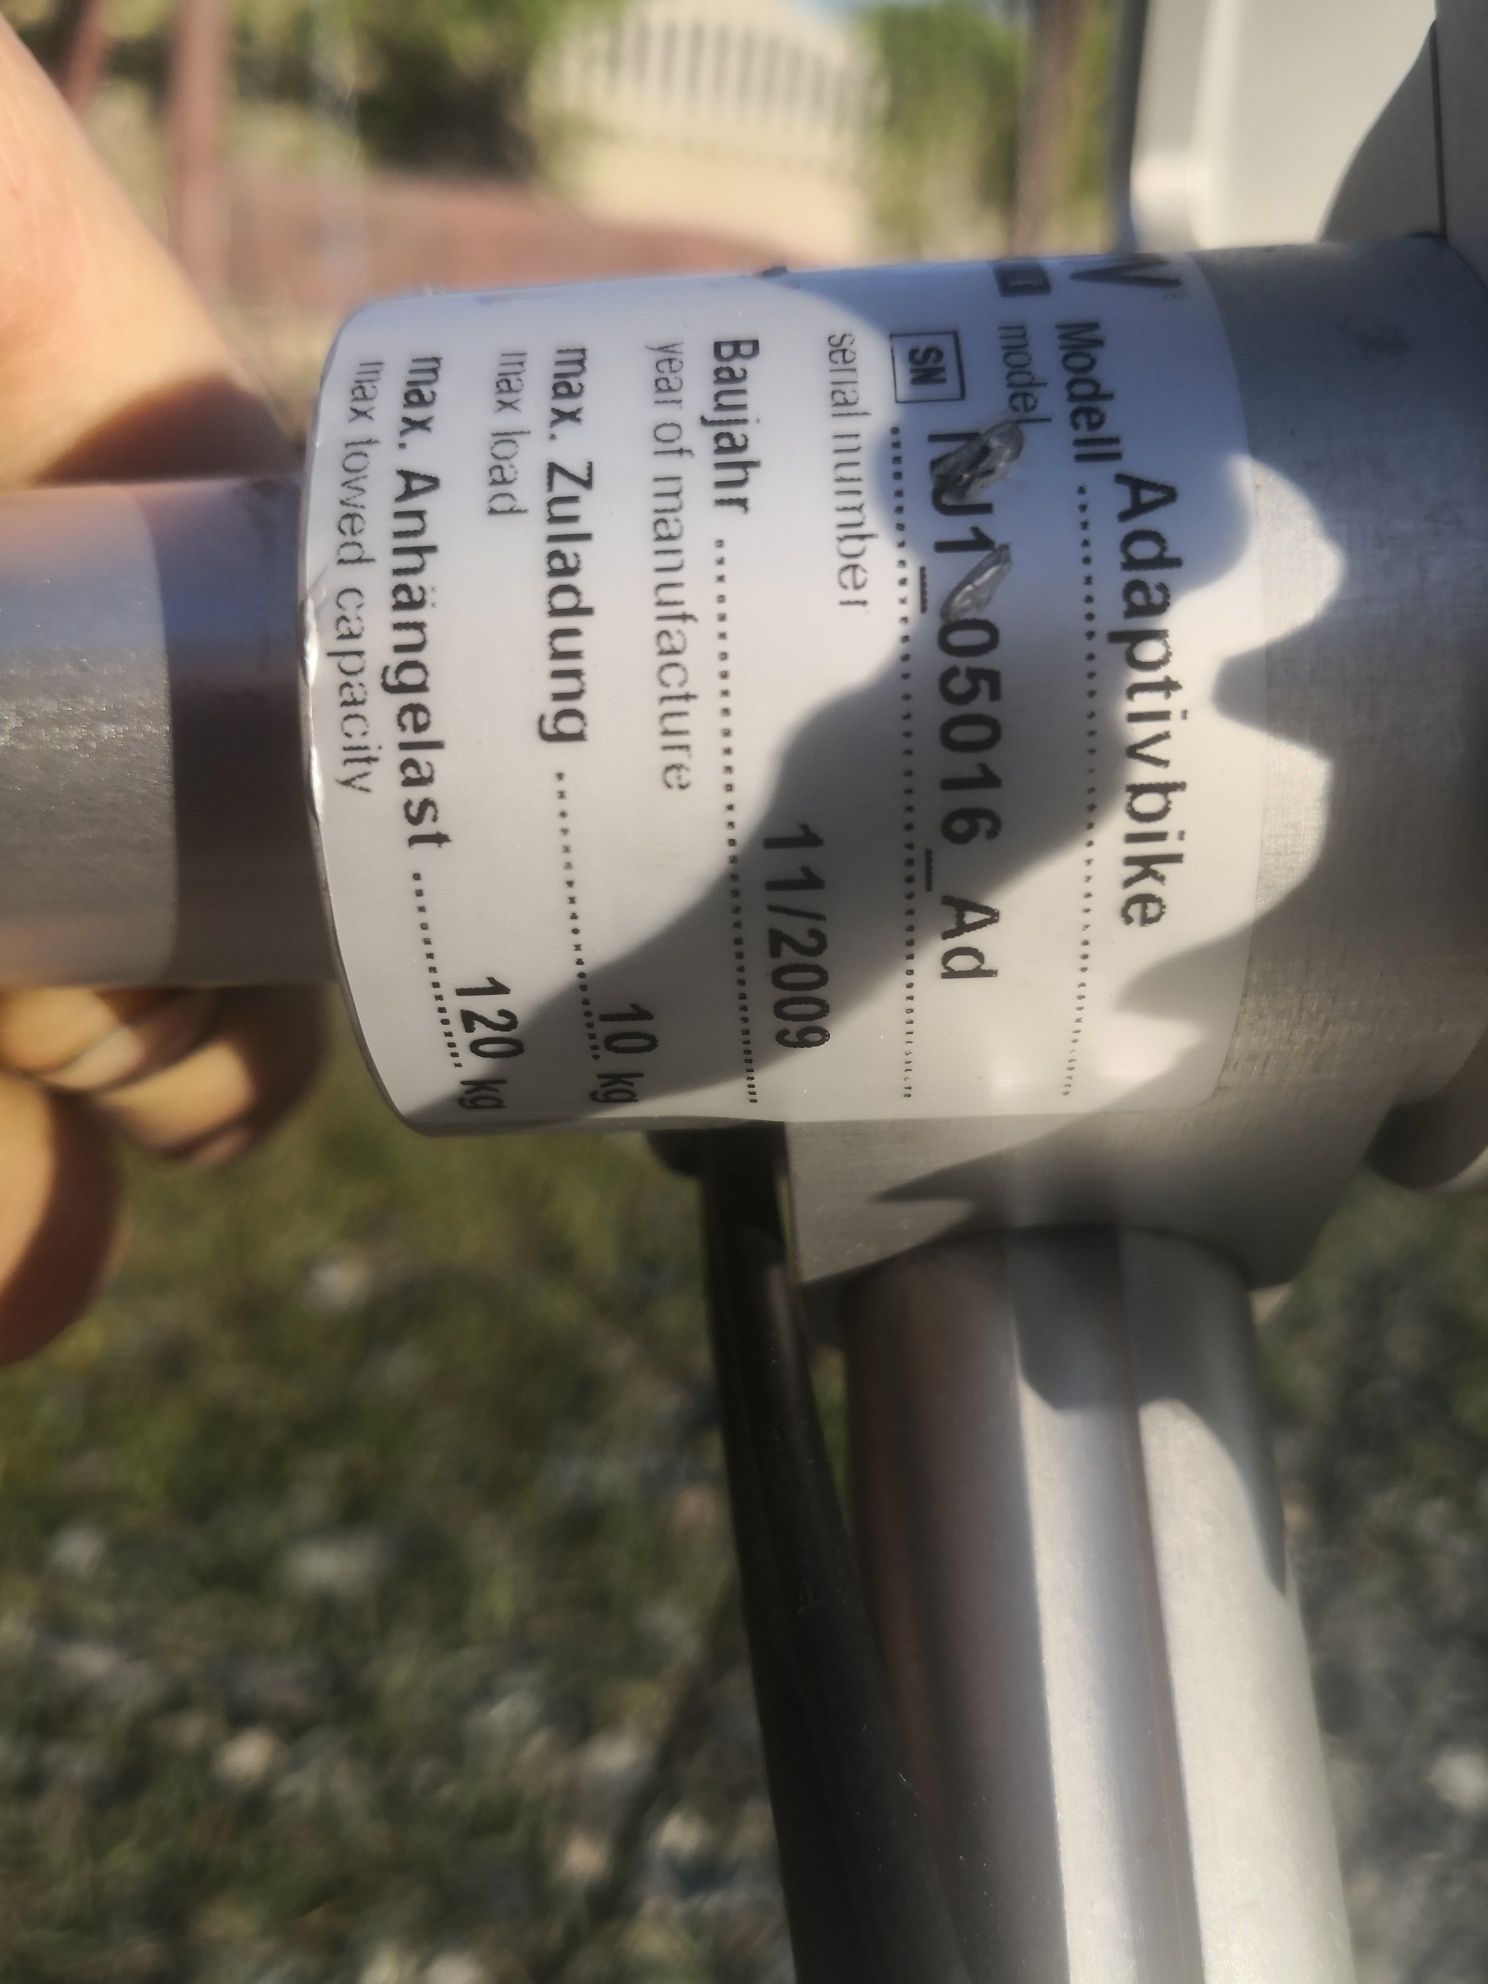 Modell Adaptivbike
model
SN NJ1_05016_Ad
serial number
Baujahr 11/2009
year of manufacture
max. Zuladung 10 kg
max load
max. Anhängelast 120 kg
max towed capacity